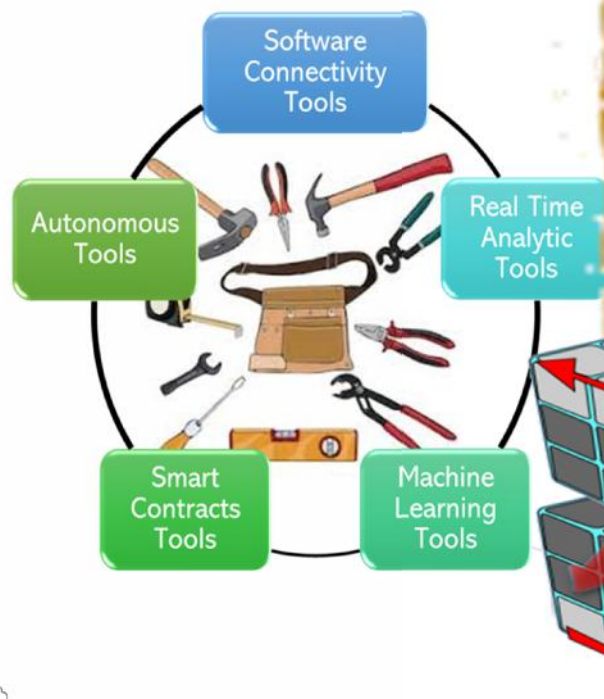 Software
Connectivity
Tools
Autonomous
Tools
Real Time
Analytic
Tools
Smart
Contracts
Tools
Machine
Learning
Tools